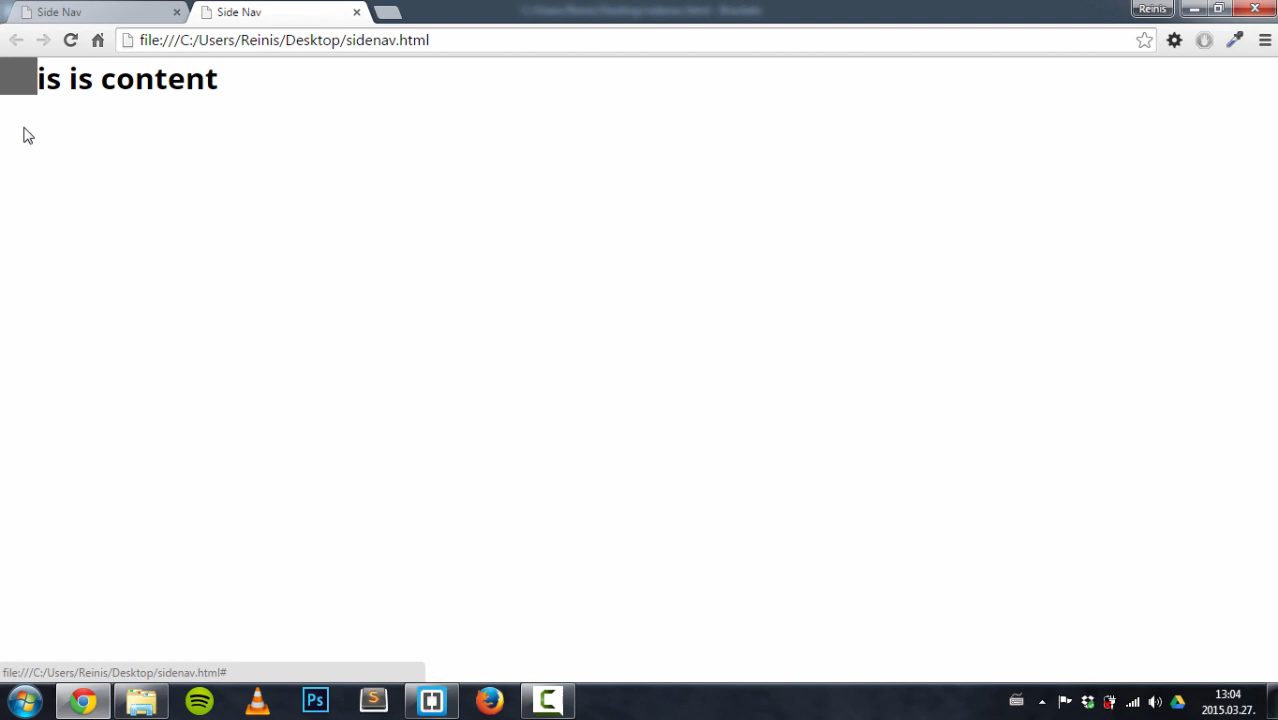 Side Nav
Side Nav
Reinis
file:///C:/Users/Reinis/Desktop/sidenav.html
is is content
file:///C:/Users/Reinis/Desktop/sidenav.html#
Ps
S
C
13:04
2015.03.27.